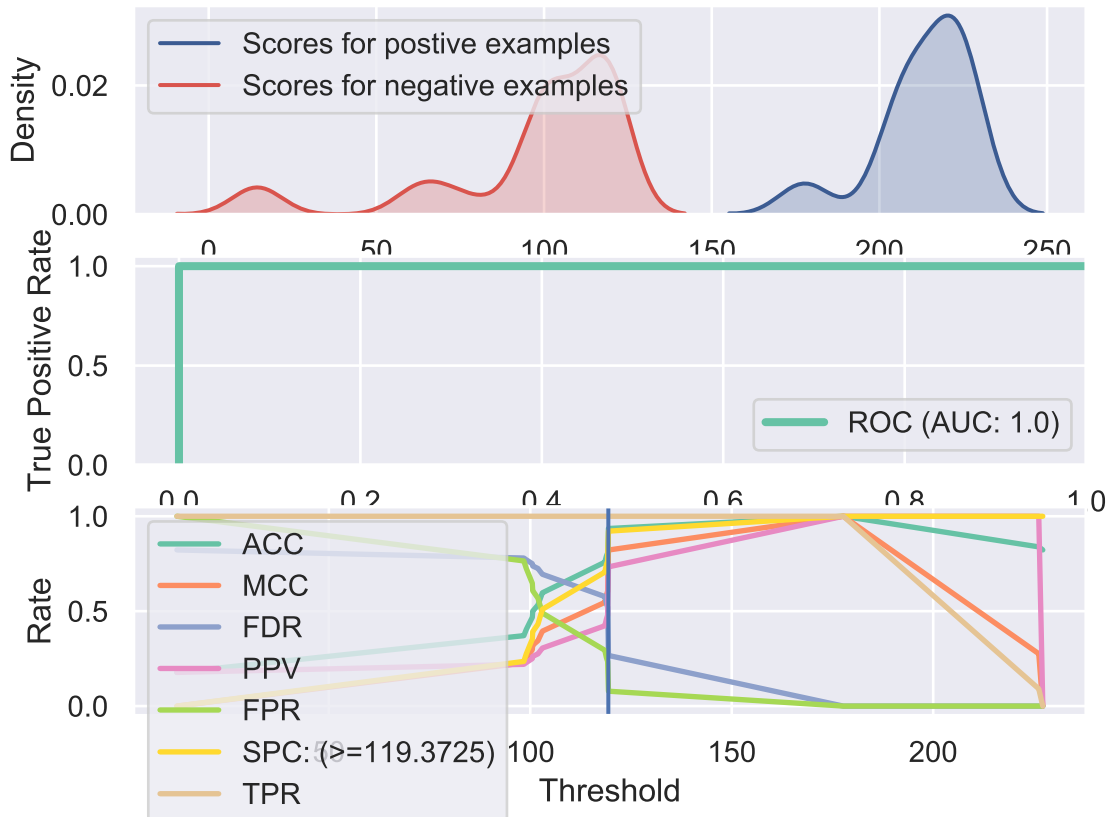 Scores for postive examples
Scores for negative examples
Density
0.02
0.00
0 50 100 150 200 250
True Positive Rate
1.0
0.5
0.0
ROC (AUC: 1.0)
0.0 0.2 0.4 0.6 0.8 1.0
Rate
1.0
0.5
0.0
ACC
MCC
FDR
PPV
FPR
SPC: (>=119.3725)
TPR
50 100 150 200
Threshold